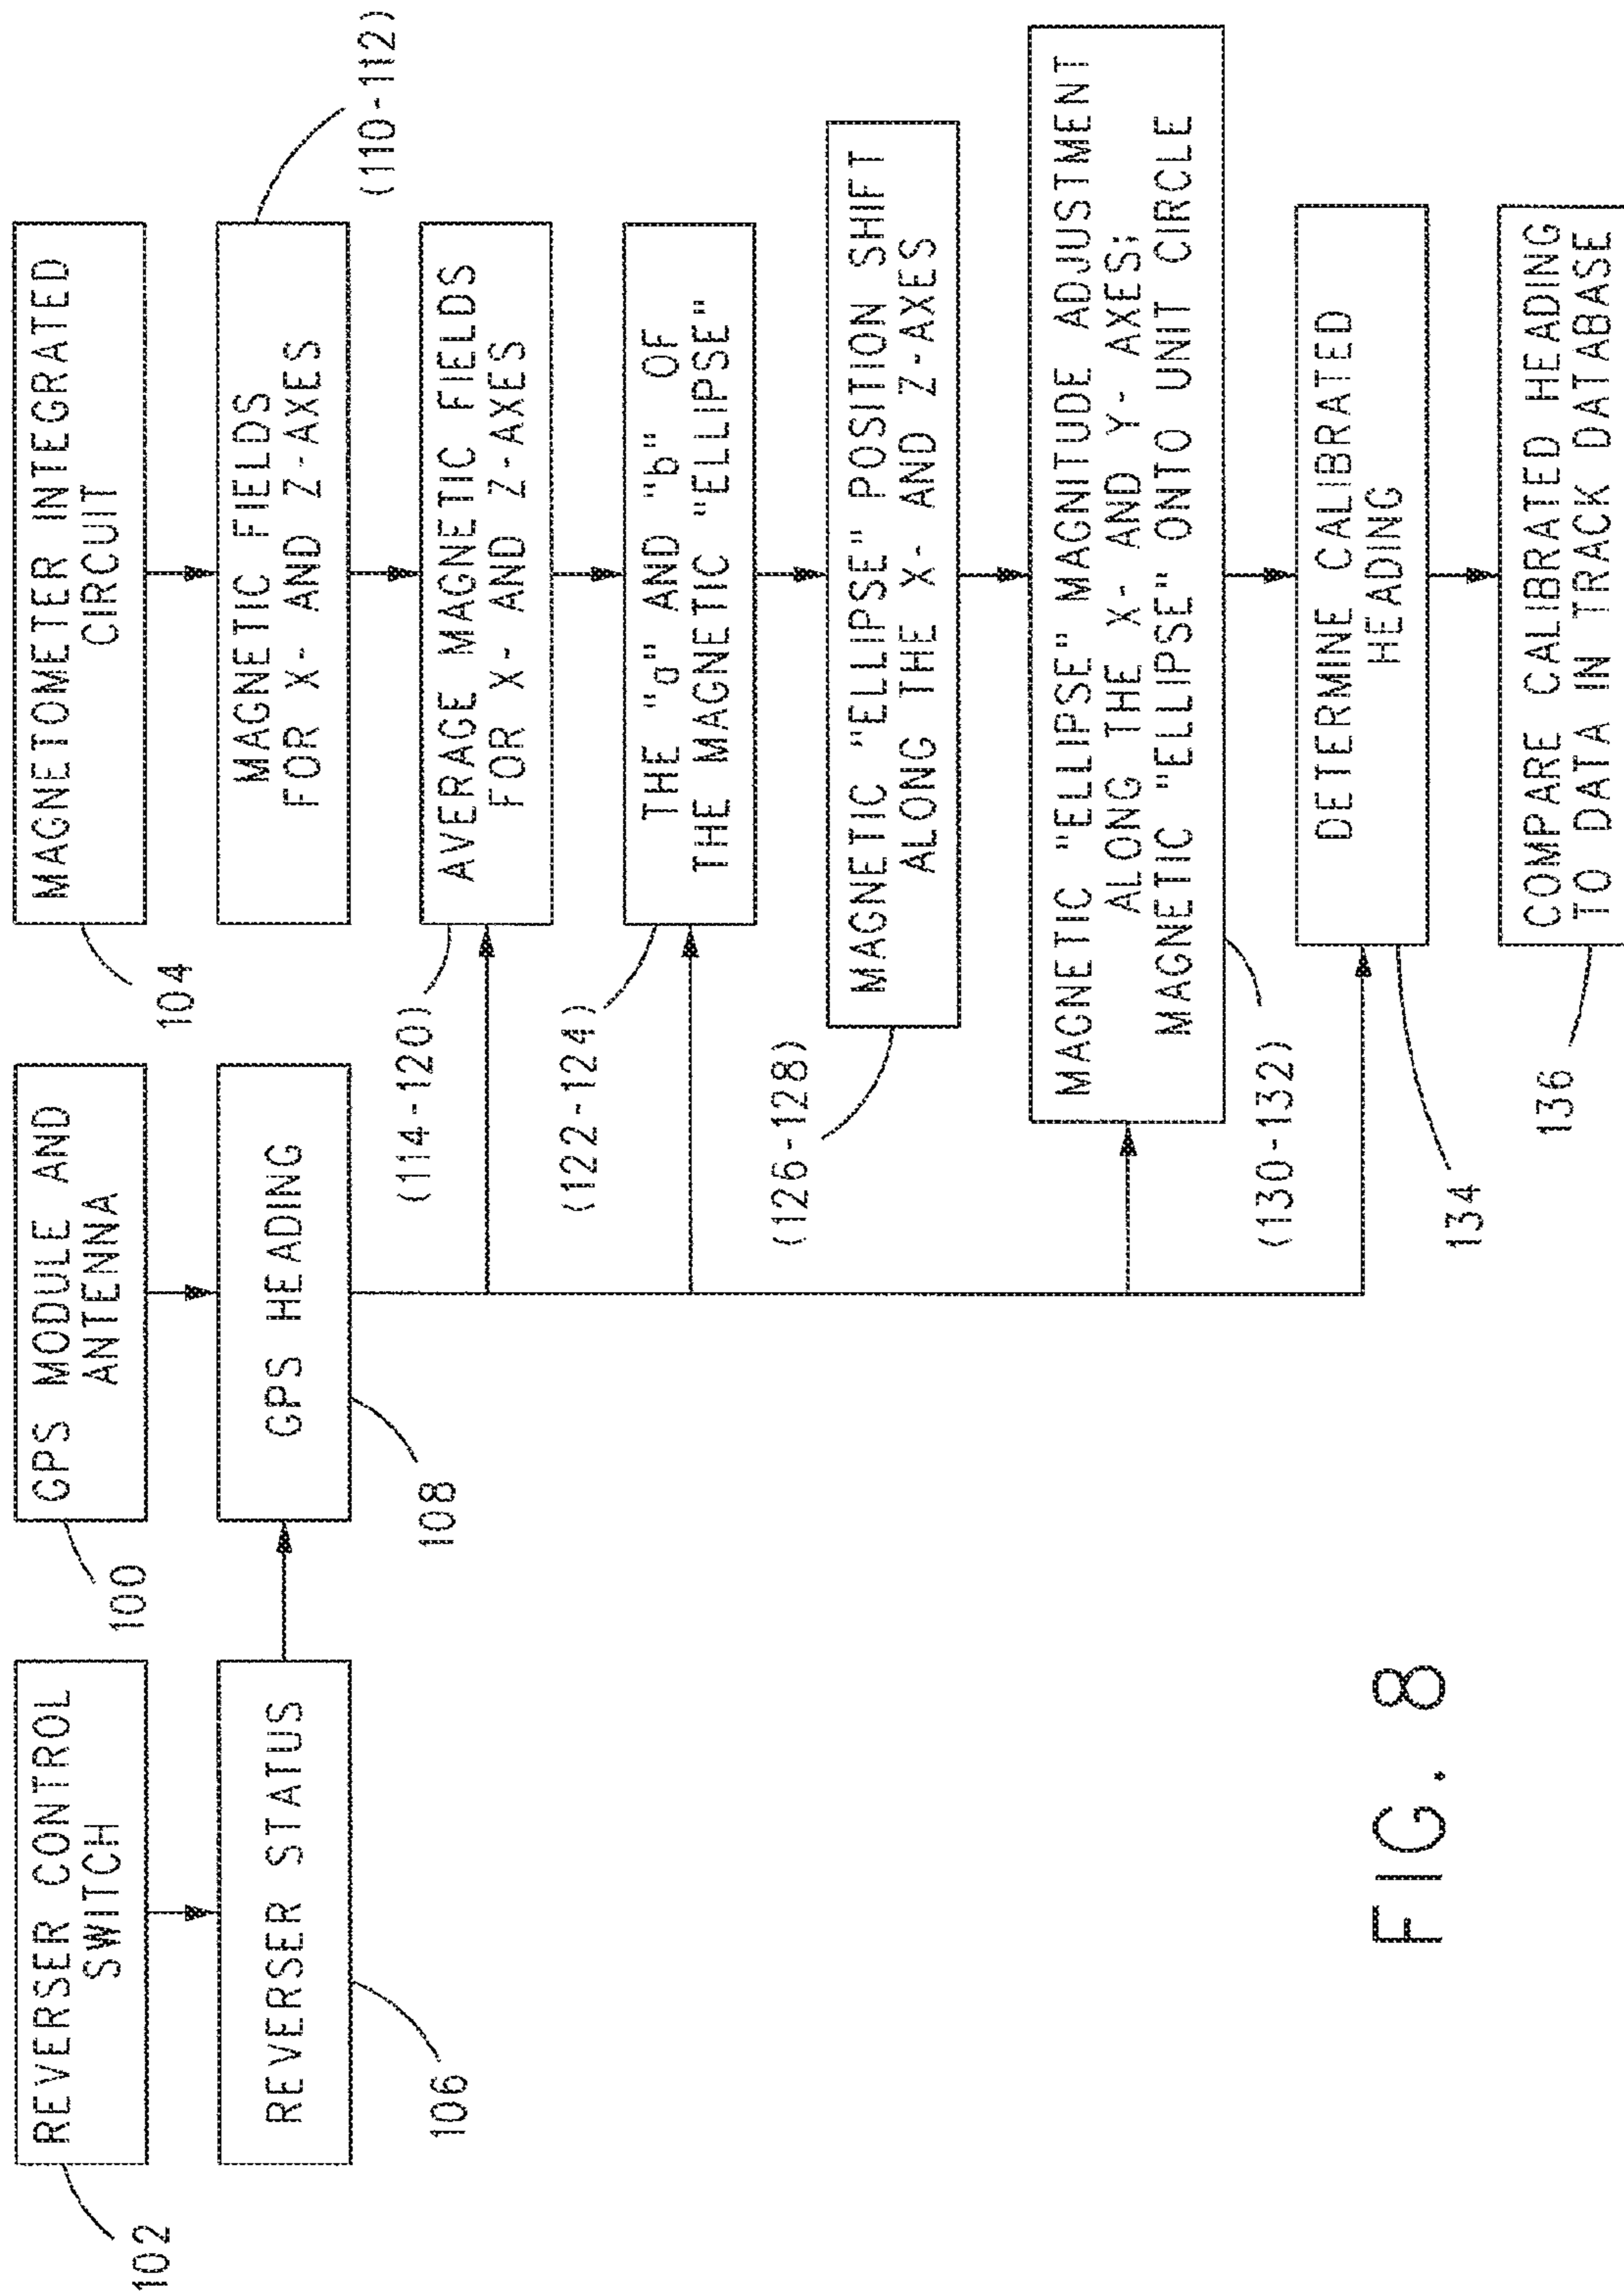 REVERSER CONTROL
SWITCH
102
REVERSER STATUS
106
GPS MODULE AND
ANTENNA
100
GPS HEADING
108
MAGNETOMETER INTEGRATED
CIRCUIT
104
MAGNETIC FIELDS
FOR X- AND Z-AXES
(110-112)
AVERAGE MAGNETIC FIELDS
FOR X- AND Z-AXES
(114-120)
THE "a" AND "b" OF
THE MAGNETIC "ELLIPSE"
(122-124)
MAGNETIC "ELLIPSE" POSITION SHIFT
ALONG THE X- AND Z-AXES
(126-128)
MAGNETIC "ELLIPSE" MAGNITUDE ADJUSTMENT
ALONG THE X- AND Y- AXES;
MAGNETIC "ELLIPSE" ONTO UNIT CIRCLE
(130-132)
DETERMINE CALIBRATED
HEADING
134
COMPARE CALIBRATED HEADING
TO DATA IN TRACK DATABASE
136
FIG. 8